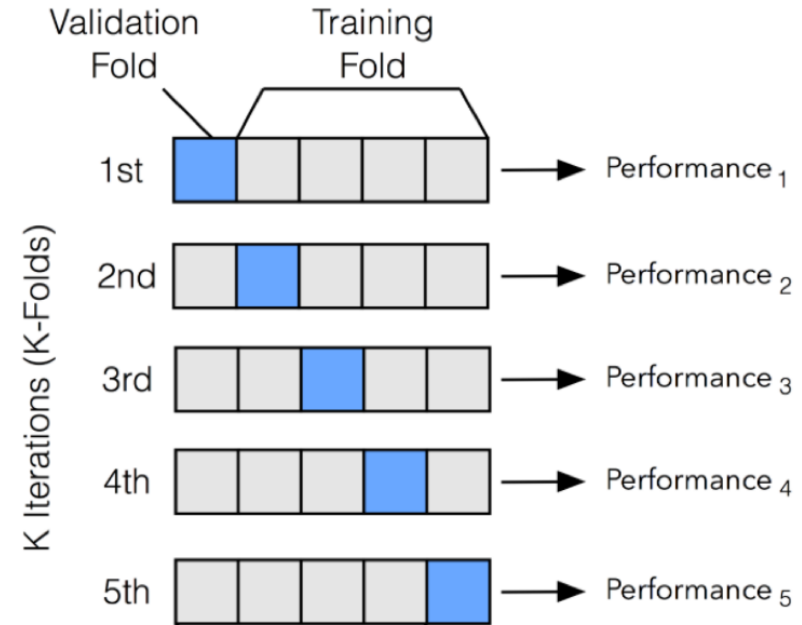 Validation
Fold
Training
Fold
K Iterations (K-Folds)
1st
Performance 1
2nd
Performance 2
3rd
Performance 3
4th
Performance 4
5th
Performance 5